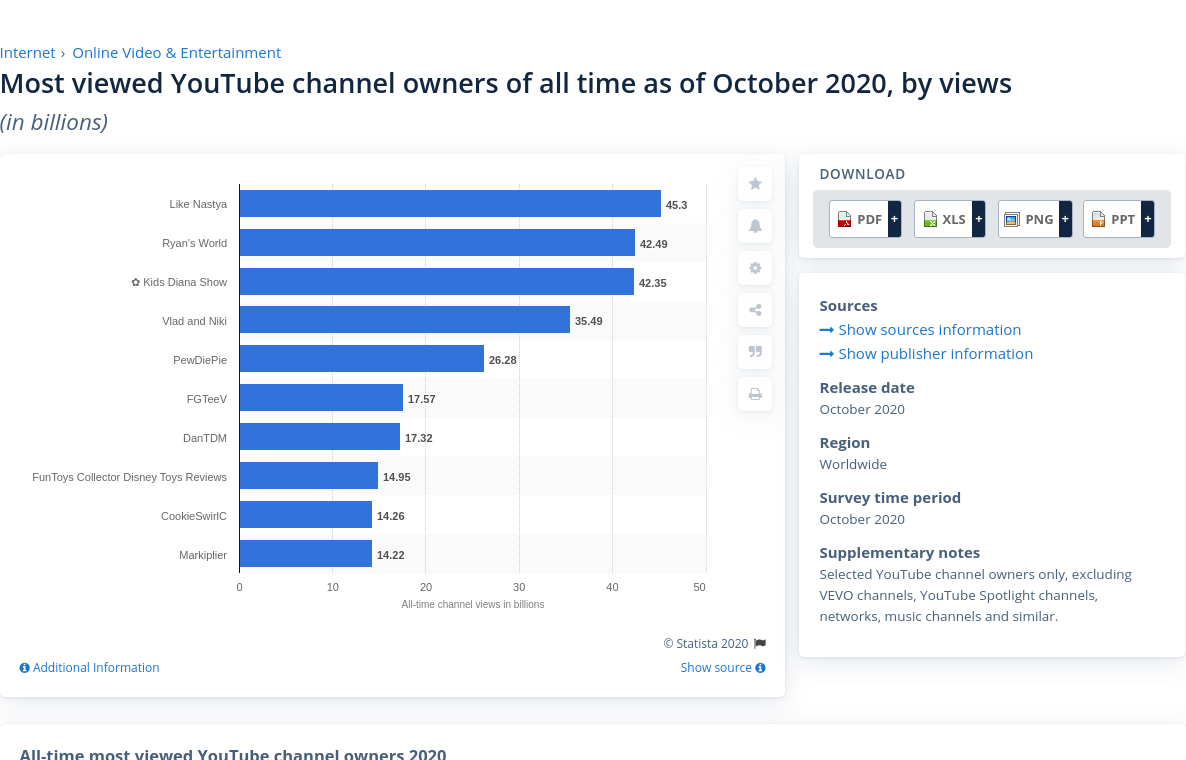 Internet › Online Video & Entertainment
Most viewed YouTube channel owners of all time as of October 2020, by views
(in billions)
Like Nastya 45.3
Ryan's World 42.49
✿ Kids Diana Show 42.35
Vlad and Niki 35.49
PewDiePie 26.28
FGTeeV 17.57
DanTDM 17.32
FunToys Collector Disney Toys Reviews 14.95
CookieSwirlC 14.26
Markiplier 14.22
0 10 20 30 40 50
All-time channel views in billions
© Statista 2020
Additional Information
Show source
DOWNLOAD
PDF + XLS + PNG + PPT +
Sources
Show sources information
Show publisher information
Release date
October 2020
Region
Worldwide
Survey time period
October 2020
Supplementary notes
Selected YouTube channel owners only, excluding
VEVO channels, YouTube Spotlight channels,
networks, music channels and similar.
All-time most viewed YouTube channel owners 2020